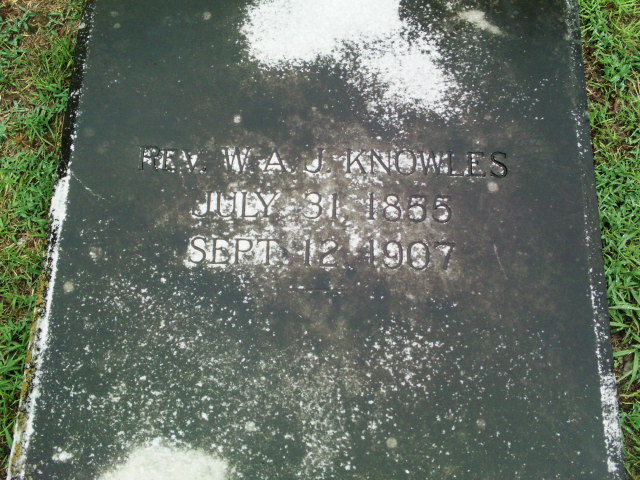 REV. W. A. J. KNOWLES
JULY 31, 1855
SEPT. 12, 1907